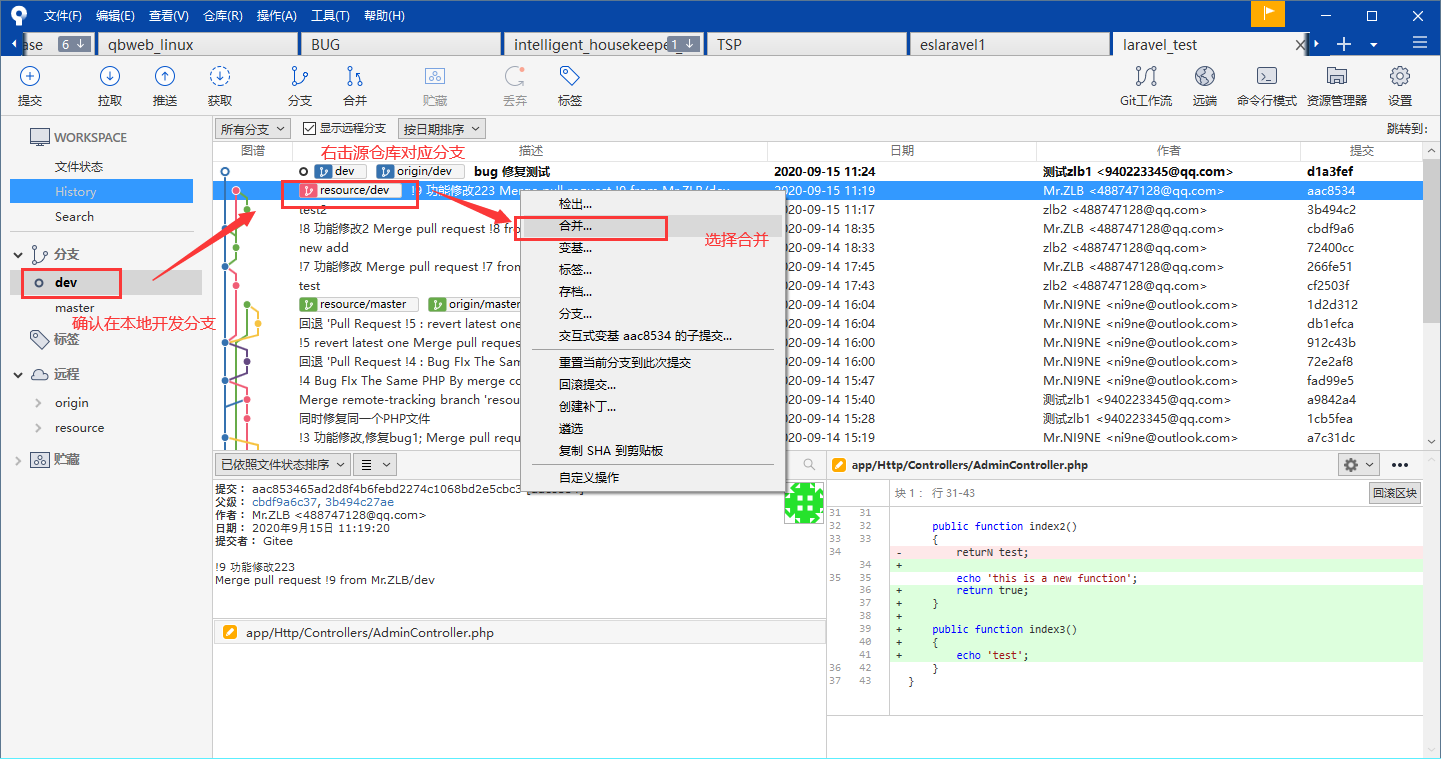 文件(F) 编辑(E) 查看(V) 仓库(R) 操作(A) 工具(T) 帮助(H)
ase 6 qbweb_linux BUG intelligent_housekeepe 1 TSP eslaravel1 laravel_test
提交 拉取 推送 获取 分支 合并 贮藏 丢弃 标签 Git工作流 远端 命令行模式 资源管理器 设置
WORKSPACE
文件状态
History
Search
分支
dev
master
确认在本地开发分支
标签
远程
origin
resource
贮藏
所有分支 显示远程分支 按日期排序 跳转到:
图谱 描述 日期 作者 提交
右击源仓库对应分支
dev origin/dev bug 修复测试 2020-09-15 11:24 测试zlb1 <940223345@qq.com> d1a3fef
resource/dev !9 功能修改223 Merge pull request !9 from Mr.ZLB/dev 2020-09-15 11:19 Mr.ZLB <488747128@qq.com> aac8534
test2 2020-09-15 11:17 zlb2 <488747128@qq.com> 3b494c2
!8 功能修改2 Merge pull request !8 fro 2020-09-14 18:35 Mr.ZLB <488747128@qq.com> cbdf9a6
new add 2020-09-14 18:33 zlb2 <488747128@qq.com> 72400cc
!7 功能修改 Merge pull request !7 from 2020-09-14 17:45 Mr.ZLB <488747128@qq.com> 266fe51
test 2020-09-14 17:43 zlb2 <488747128@qq.com> cf2503f
resource/master origin/master 2020-09-14 16:04 Mr.NI9NE <ni9ne@outlook.com> 1d2d312
回退 'Pull Request !5 : revert latest one 2020-09-14 16:04 Mr.NI9NE <ni9ne@outlook.com> db1efca
!5 revert latest one Merge pull request 2020-09-14 16:00 Mr.NI9NE <ni9ne@outlook.com> 912c43b
回退 'Pull Request !4 : Bug FIx The Same 2020-09-14 16:00 Mr.NI9NE <ni9ne@outlook.com> 72e2af8
!4 Bug FIx The Same PHP By merge co 2020-09-14 15:47 Mr.NI9NE <ni9ne@outlook.com> fad99e5
Merge remote-tracking branch 'resou 2020-09-14 15:40 测试zlb1 <940223345@qq.com> a9842a4
同时修复同一个PHP文件 2020-09-14 15:28 测试zlb1 <940223345@qq.com> 1cb5fea
!3 功能修改,修复bug1; Merge pull requ 2020-09-14 15:19 Mr.NI9NE <ni9ne@outlook.com> a7c31dc
检出...
合并...
选择合并
变基...
标签...
存档...
分支...
交互式变基 aac8534 的子提交...
重置当前分支到此次提交
回滚提交...
创建补丁...
遴选
复制 SHA 到剪贴板
自定义操作
已依照文件状态排序
提交： aac853465ad2d8f4b6febd2274c1068bd2e5cbc3
父级： cbdf9a6c37, 3b494c27ae
作者： Mr.ZLB <488747128@qq.com>
日期： 2020年9月15日 11:19:20
提交者： Gitee
!9 功能修改223
Merge pull request !9 from Mr.ZLB/dev
app/Http/Controllers/AdminController.php
app/Http/Controllers/AdminController.php
块 1： 行 31-43 回滚区块
31 31
32 32 public function index2()
33 33 {
34 - returN test;
34 +
35 35 echo 'this is a new function';
36 + return true;
37 + }
38 +
39 + public function index3()
40 + {
41 + echo 'test';
36 42 }
37 43 }